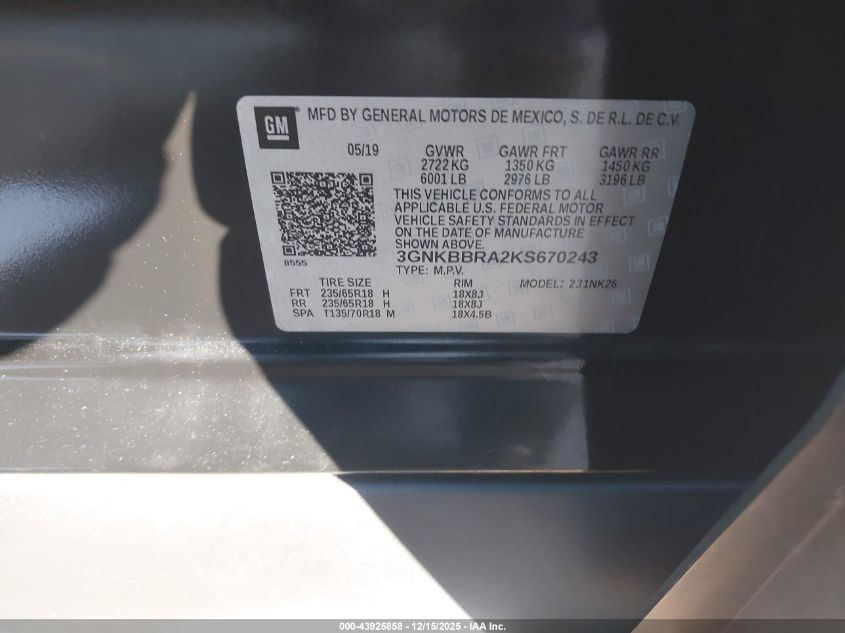 GM
MFD BY GENERAL MOTORS DE MEXICO, S. DE R.L. DE C.V.
05/19 GVWR GAWR FRT GAWR RR
2722 KG 1350 KG 1450 KG
6001 LB 2976 LB 3196 LB
THIS VEHICLE CONFORMS TO ALL
APPLICABLE U.S. FEDERAL MOTOR
VEHICLE SAFETY STANDARDS IN EFFECT
ON THE DATE OF MANUFACTURE
SHOWN ABOVE.
8555
3GNKBBRA2KS670243
TYPE: M.P.V.
TIRE SIZE RIM MODEL: 231NK26
FRT 235/65R18 H 18X8J
RR 235/65R18 H 18X8J
SPA T135/70R18 M 18X4.5B
000-43925858 - 12/15/2025 - IAA Inc.